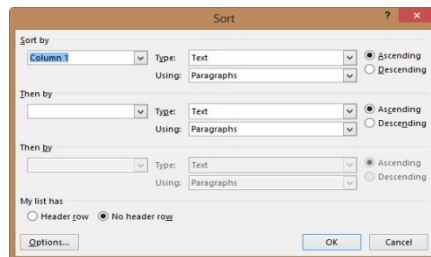 Sort
? ×
Sort by
Column 1 Type: Text Ascending
Using: Paragraphs Descending
Then by
Type: Text Ascending
Using: Paragraphs Descending
Then by
Type: Text Ascending
Using: Paragraphs Descending
My list has
Header row No header row
Options... OK Cancel